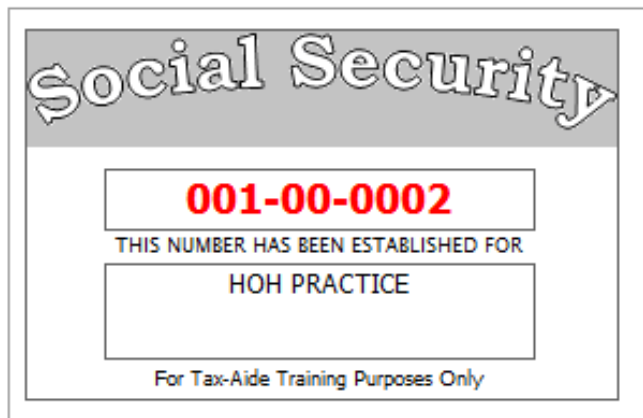 Social Security
001-00-0002
THIS NUMBER HAS BEEN ESTABLISHED FOR
HOH PRACTICE
For Tax-Aide Training Purposes Only